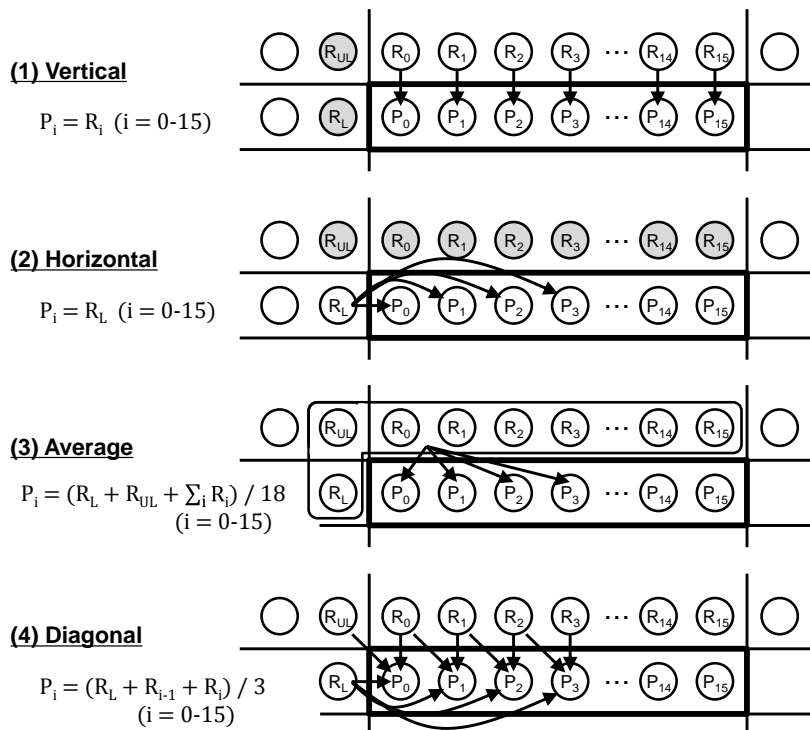 R_UL R_0 R_1 R_2 R_3 ··· R_14 R_15
(1) Vertical
P_i = R_i (i = 0-15)
R_L P_0 P_1 P_2 P_3 ··· P_14 P_15
R_UL R_0 R_1 R_2 R_3 ··· R_14 R_15
(2) Horizontal
P_i = R_L (i = 0-15)
R_L P_0 P_1 P_2 P_3 ··· P_14 P_15
R_UL R_0 R_1 R_2 R_3 ··· R_14 R_15
(3) Average
P_i = (R_L + R_UL + ∑_i R_i) / 18
(i = 0-15)
R_L P_0 P_1 P_2 P_3 ··· P_14 P_15
R_UL R_0 R_1 R_2 R_3 ··· R_14 R_15
(4) Diagonal
P_i = (R_L + R_i-1 + R_i) / 3
(i = 0-15)
R_L P_0 P_1 P_2 P_3 ··· P_14 P_15